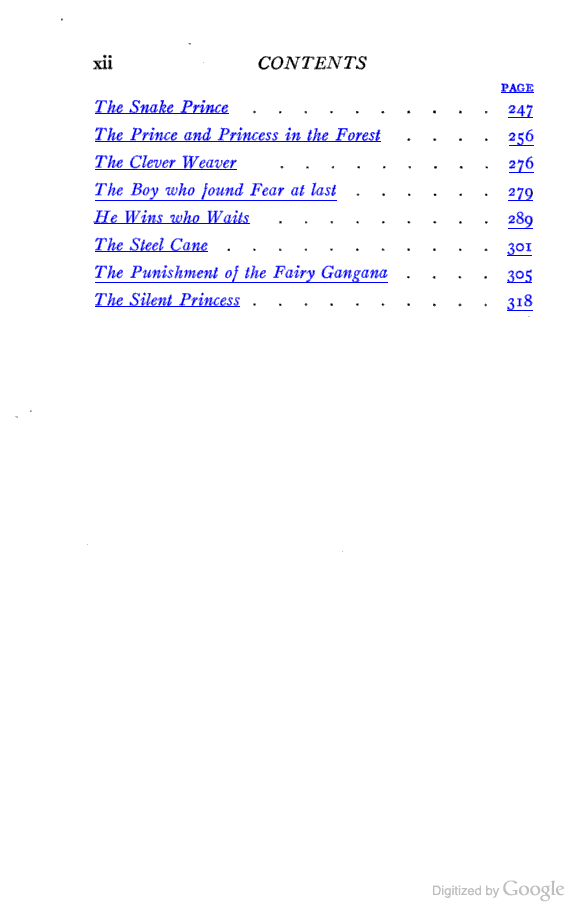 xii CONTENTS
PAGE
The Snake Prince . . . . . . . . . . 247
The Prince and Princess in the Forest . . . . 256
The Clever Weaver . . . . . . . . . 276
The Boy who found Fear at last . . . . . . 279
He Wins who Waits . . . . . . . . . 289
The Steel Cane . . . . . . . . . . . 301
The Punishment of the Fairy Gangana . . . . 305
The Silent Princess . . . . . . . . . . 318
Digitized by Google